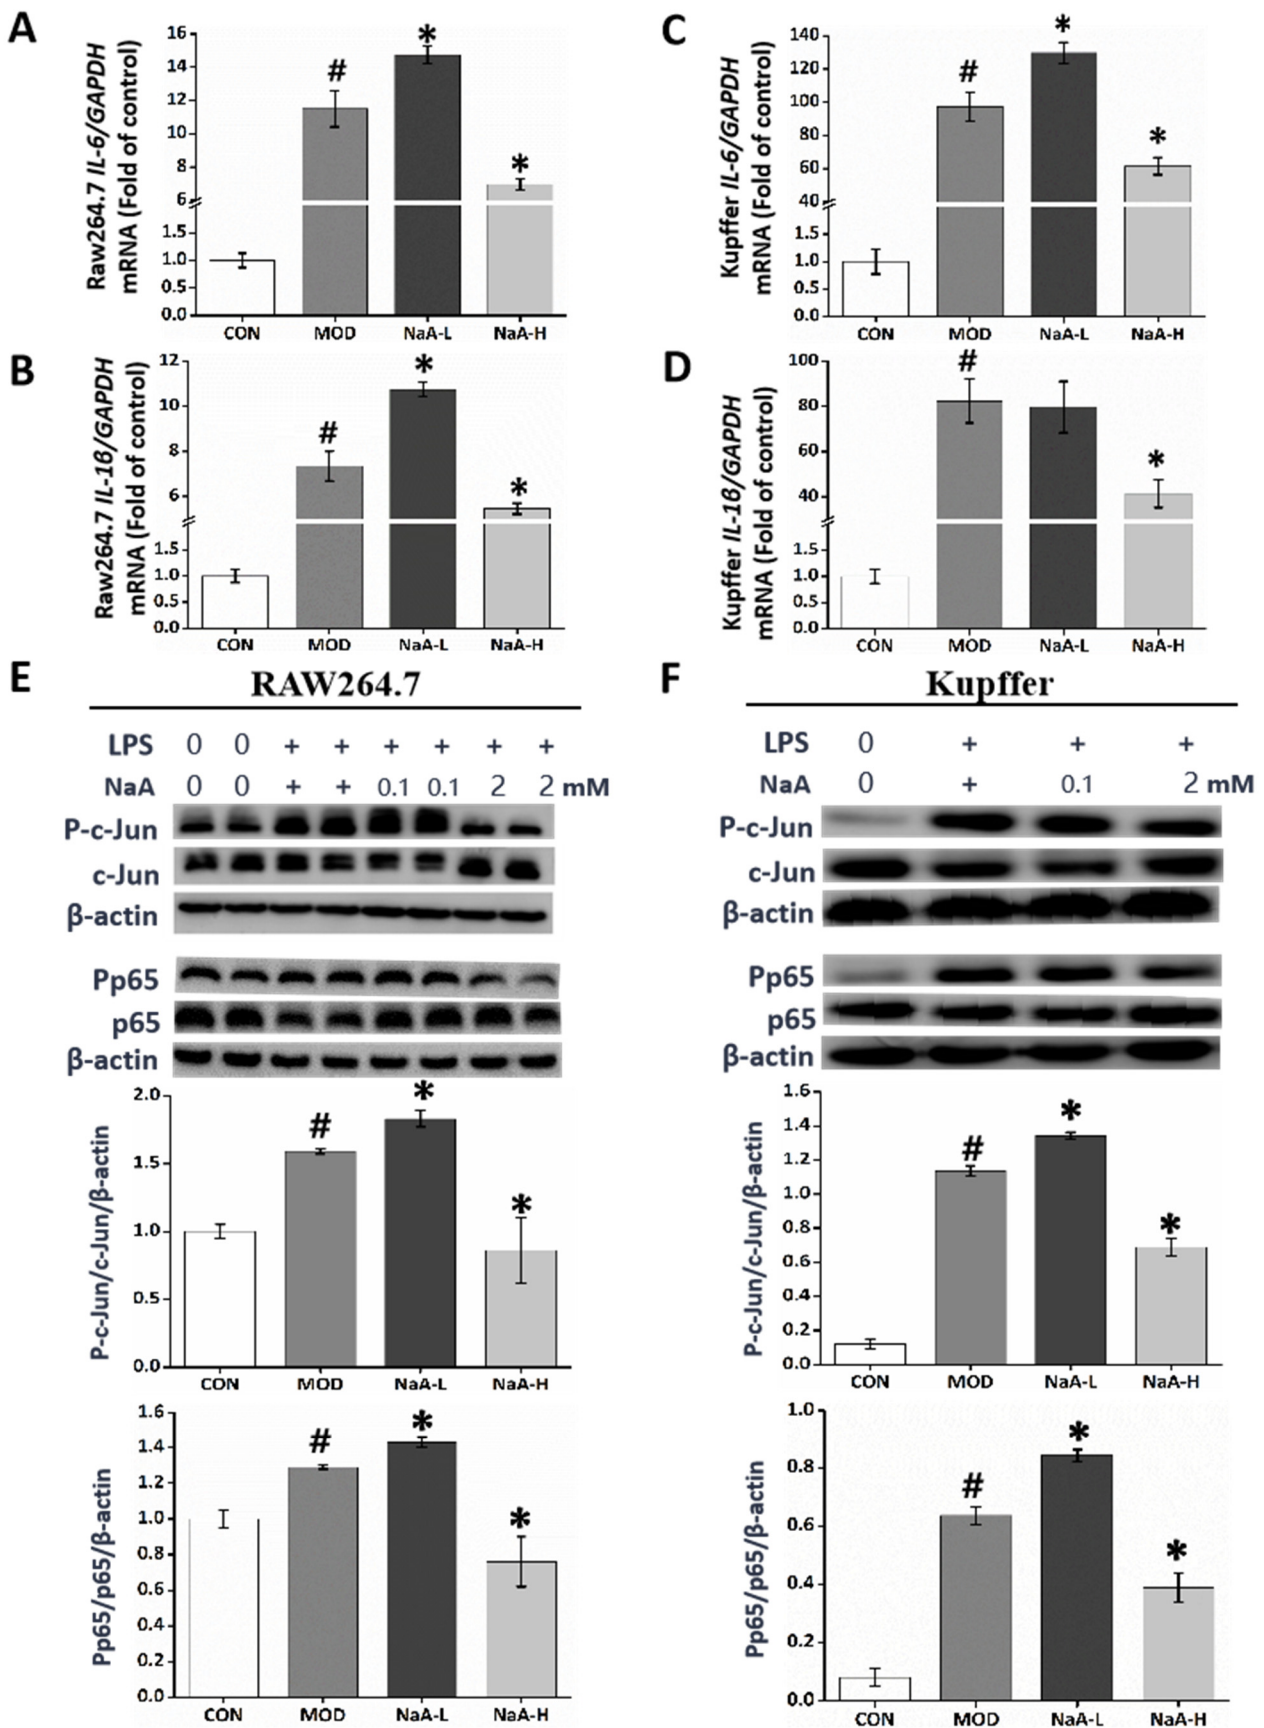 A
Raw264.7 IL-6/GAPDH
mRNA (Fold of control)
16
14
12
10
8
6
1.5
1.0
0.5
0.0
#
*
*
CON MOD NaA-L NaA-H
C
Kupffer IL-6/GAPDH
mRNA (Fold of control)
140
120
100
80
60
40
1.5
1.0
0.5
0.0
#
*
*
CON MOD NaA-L NaA-H
B
Raw264.7 IL-1β/GAPDH
mRNA (Fold of control)
12
10
8
6
1.5
1.0
0.5
0.0
#
*
*
CON MOD NaA-L NaA-H
D
Kupffer IL-1β/GAPDH
mRNA (Fold of control)
100
80
60
40
1.5
1.0
0.5
0.0
#
*
CON MOD NaA-L NaA-H
E
RAW264.7
LPS 0 0 + + + + + +
NaA 0 0 + + 0.1 0.1 2 2 mM
P-c-Jun
c-Jun
β-actin
Pp65
p65
β-actin
P-c-Jun/c-Jun/β-actin
2.0
1.5
1.0
0.5
0.0
#
*
*
CON MOD NaA-L NaA-H
Pp65/p65/β-actin
1.6
1.4
1.2
1.0
0.8
0.6
0.4
0.2
0.0
#
*
*
CON MOD NaA-L NaA-H
F
Kupffer
LPS 0 + + +
NaA 0 + 0.1 2 mM
P-c-Jun
c-Jun
β-actin
Pp65
p65
β-actin
P-c-Jun/c-Jun/β-actin
1.6
1.4
1.2
1.0
0.8
0.6
0.4
0.2
0.0
#
*
*
CON MOD NaA-L NaA-H
Pp65/p65/β-actin
1.0
0.8
0.6
0.4
0.2
0.0
#
*
*
CON MOD NaA-L NaA-H